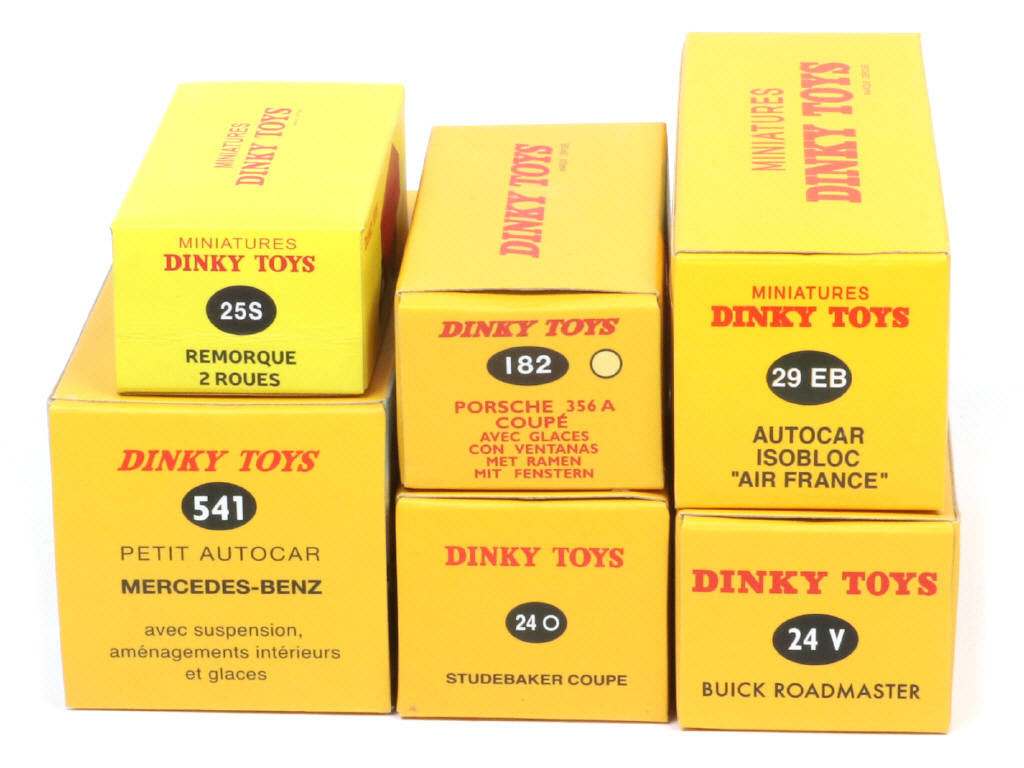 MINIATURES
DINKY TOYS
MINIATURES
DINKY TOYS
25S
REMORQUE
2 ROUES
DINKY TOYS
DINKY TOYS
182
PORSCHE 356 A
COUPÉ
AVEC GLACES
CON VENTANAS
MET RAMEN
MIT FENSTERN
MINIATURES
DINKY TOYS
MINIATURES
DINKY TOYS
29 EB
AUTOCAR
ISOBLOC
"AIR FRANCE"
DINKY TOYS
541
PETIT AUTOCAR
MERCEDES-BENZ
avec suspension,
aménagements intérieurs
et glaces
DINKY TOYS
24 O
STUDEBAKER COUPE
DINKY TOYS
24 V
BUICK ROADMASTER